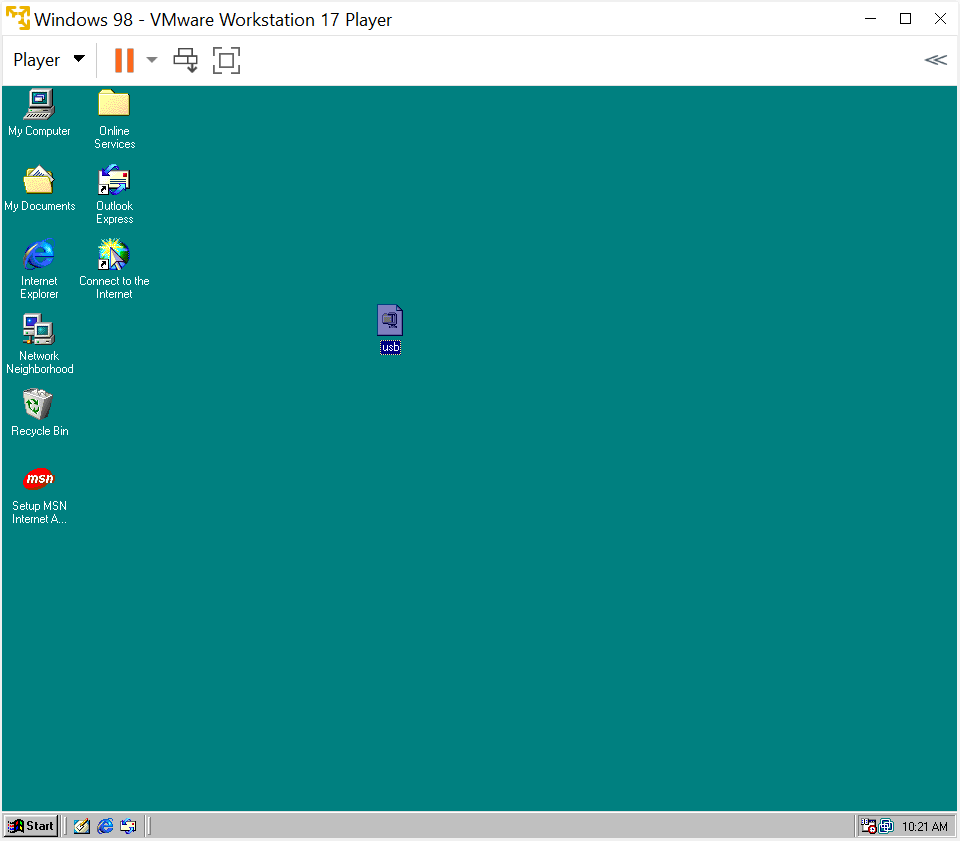 Windows 98 - VMware Workstation 17 Player
Player
My Computer
Online
Services
My Documents
Outlook
Express
Internet
Explorer
Connect to the
Internet
usb
Network
Neighborhood
Recycle Bin
msn
Setup MSN
Internet A...
Start
10:21 AM